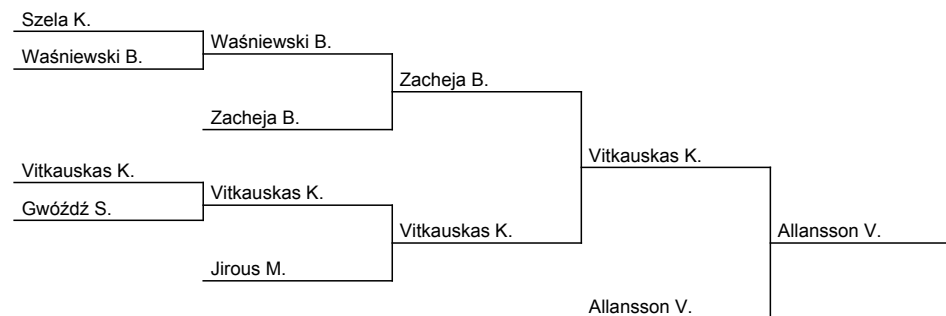 Szela K.
Waśniewski B.
Waśniewski B.
Zacheja B.
Zacheja B.
Vitkauskas K.
Vitkauskas K.
Gwóźdź S.
Vitkauskas K.
Allansson V.
Vitkauskas K.
Jirous M.
Allansson V.